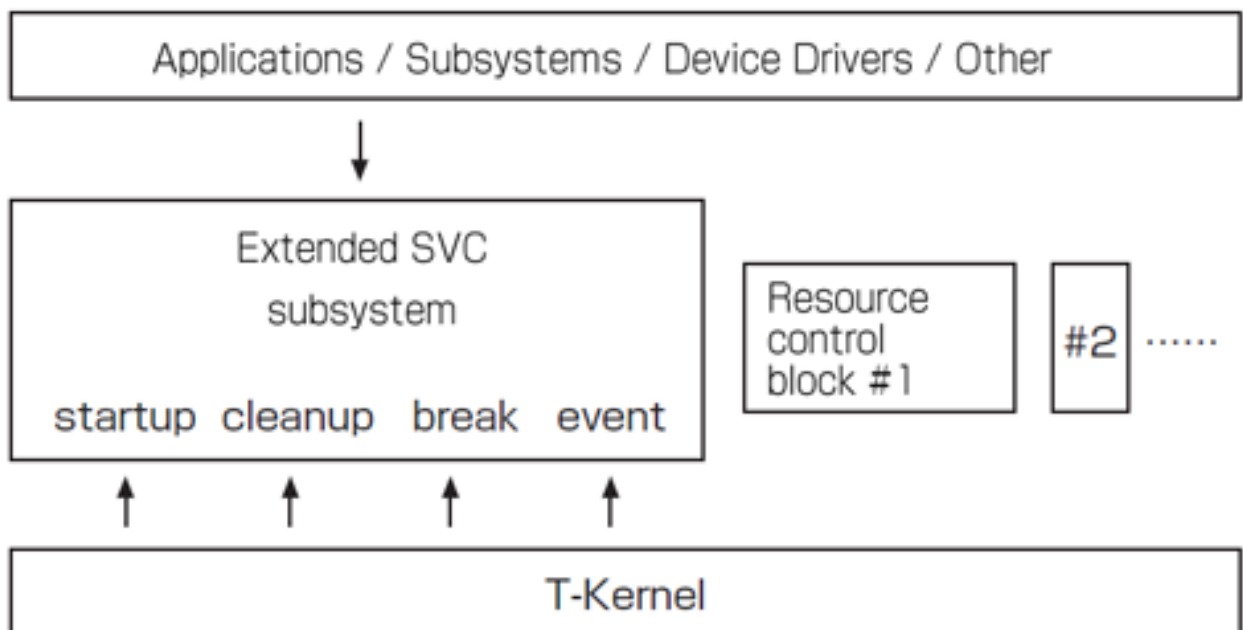 Applications / Subsystems / Device Drivers / Other
Extended SVC
subsystem
startup cleanup break event
Resource
control
block #1
#2 ……
T-Kernel